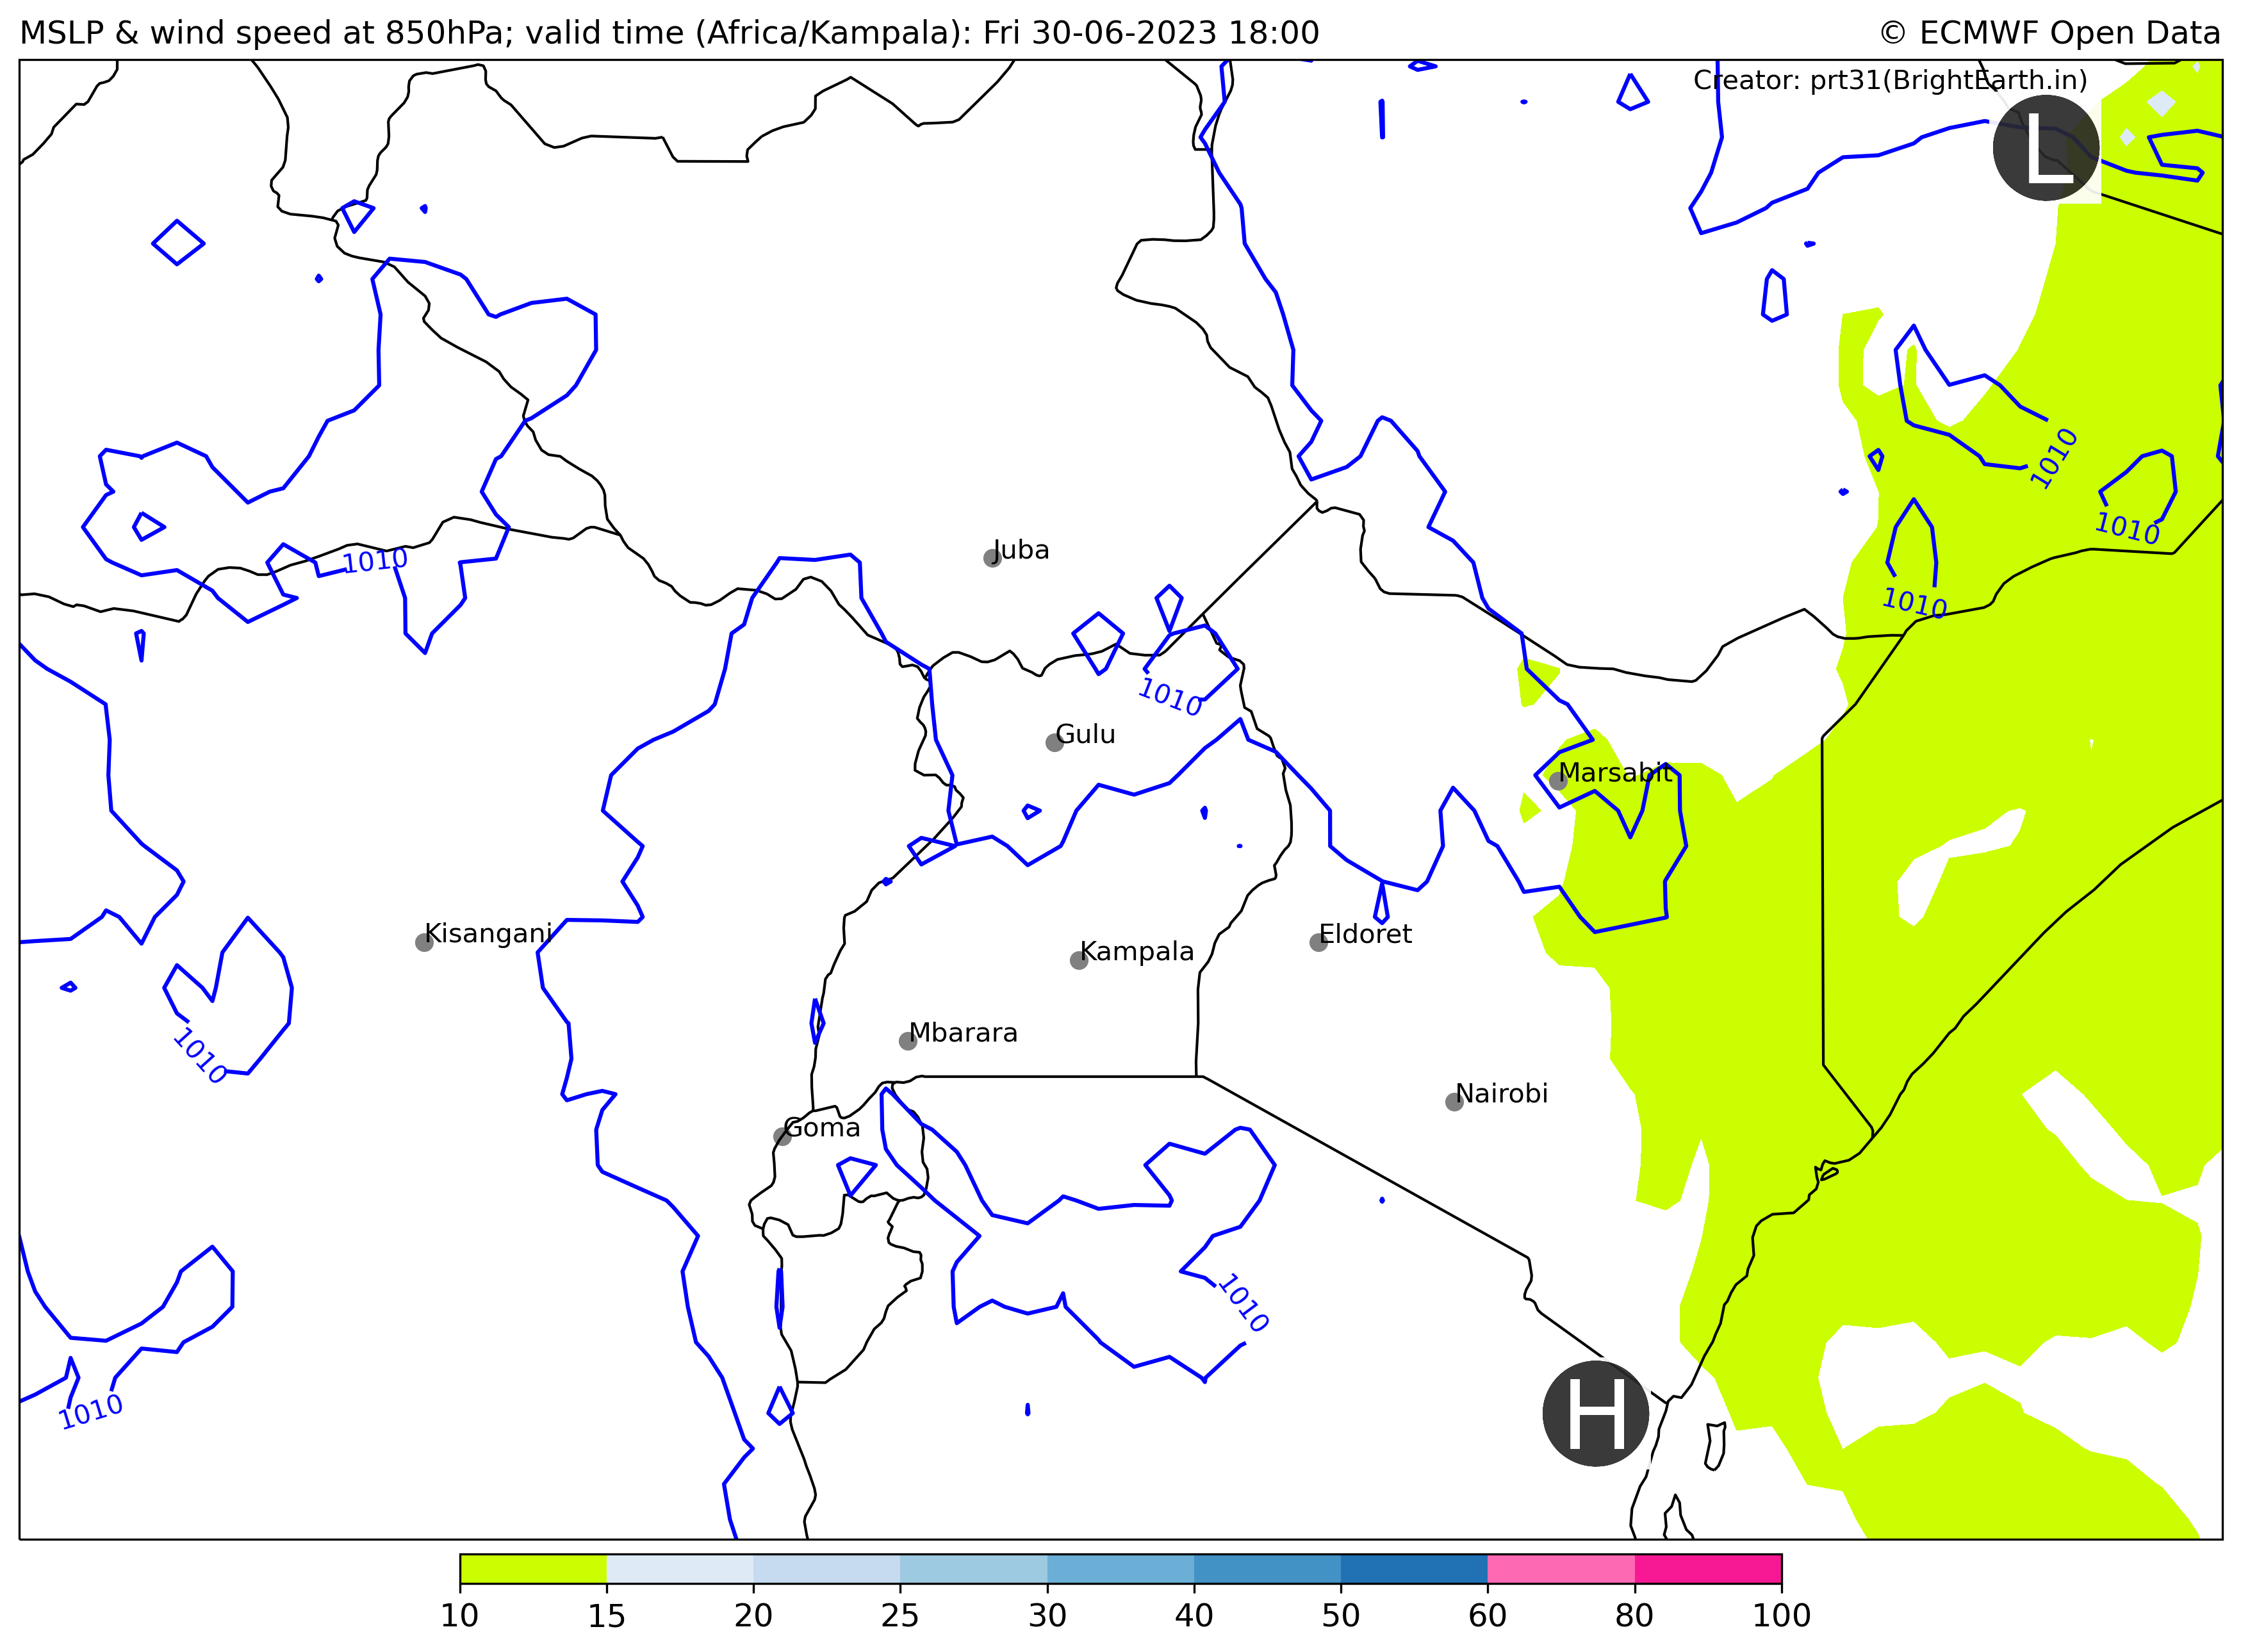 MSLP & wind speed at 850hPa; valid time (Africa/Kampala): Fri 30-06-2023 18:00
© ECMWF Open Data
Creator: prt31(BrightEarth.in)
L
1010
1010
1010
1010
Juba
1010
Gulu
Marsabit
Kisangani
Eldoret
Kampala
1010
Mbarara
Nairobi
Goma
1010
1010
H
10 15 20 25 30 40 50 60 80 100